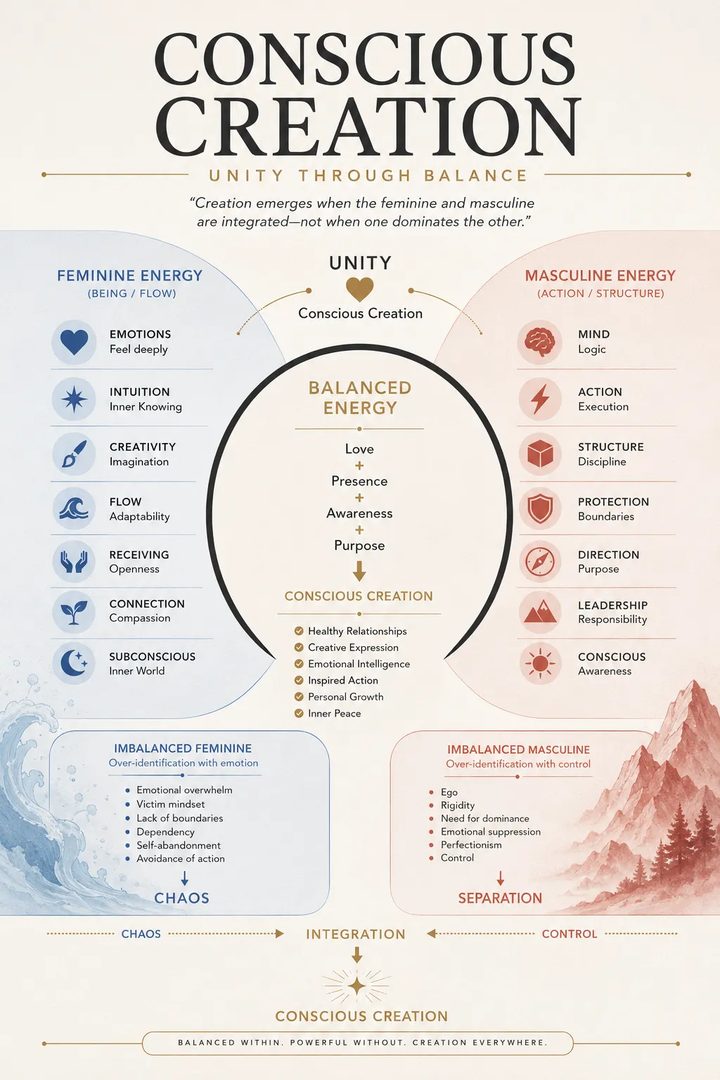 CONSCIOUS
CREATION
UNITY THROUGH BALANCE
“Creation emerges when the feminine and masculine
are integrated—not when one dominates the other.”
UNITY
Conscious Creation
FEMININE ENERGY
(BEING / FLOW)
EMOTIONS
Feel deeply
INTUITION
Inner Knowing
CREATIVITY
Imagination
FLOW
Adaptability
RECEIVING
Openness
CONNECTION
Compassion
SUBCONSCIOUS
Inner World
BALANCED
ENERGY
Love
+
Presence
+
Awareness
+
Purpose
CONSCIOUS CREATION
Healthy Relationships
Creative Expression
Emotional Intelligence
Inspired Action
Personal Growth
Inner Peace
MASCULINE ENERGY
(ACTION / STRUCTURE)
MIND
Logic
ACTION
Execution
STRUCTURE
Discipline
PROTECTION
Boundaries
DIRECTION
Purpose
LEADERSHIP
Responsibility
CONSCIOUS
Awareness
IMBALANCED FEMININE
Over-identification with emotion
• Emotional overwhelm
• Victim mindset
• Lack of boundaries
• Dependency
• Self-abandonment
• Avoidance of action
CHAOS
IMBALANCED MASCULINE
Over-identification with control
• Ego
• Rigidity
• Need for dominance
• Emotional suppression
• Perfectionism
• Control
SEPARATION
CHAOS INTEGRATION CONTROL
CONSCIOUS CREATION
BALANCED WITHIN. POWERFUL WITHOUT. CREATION EVERYWHERE.